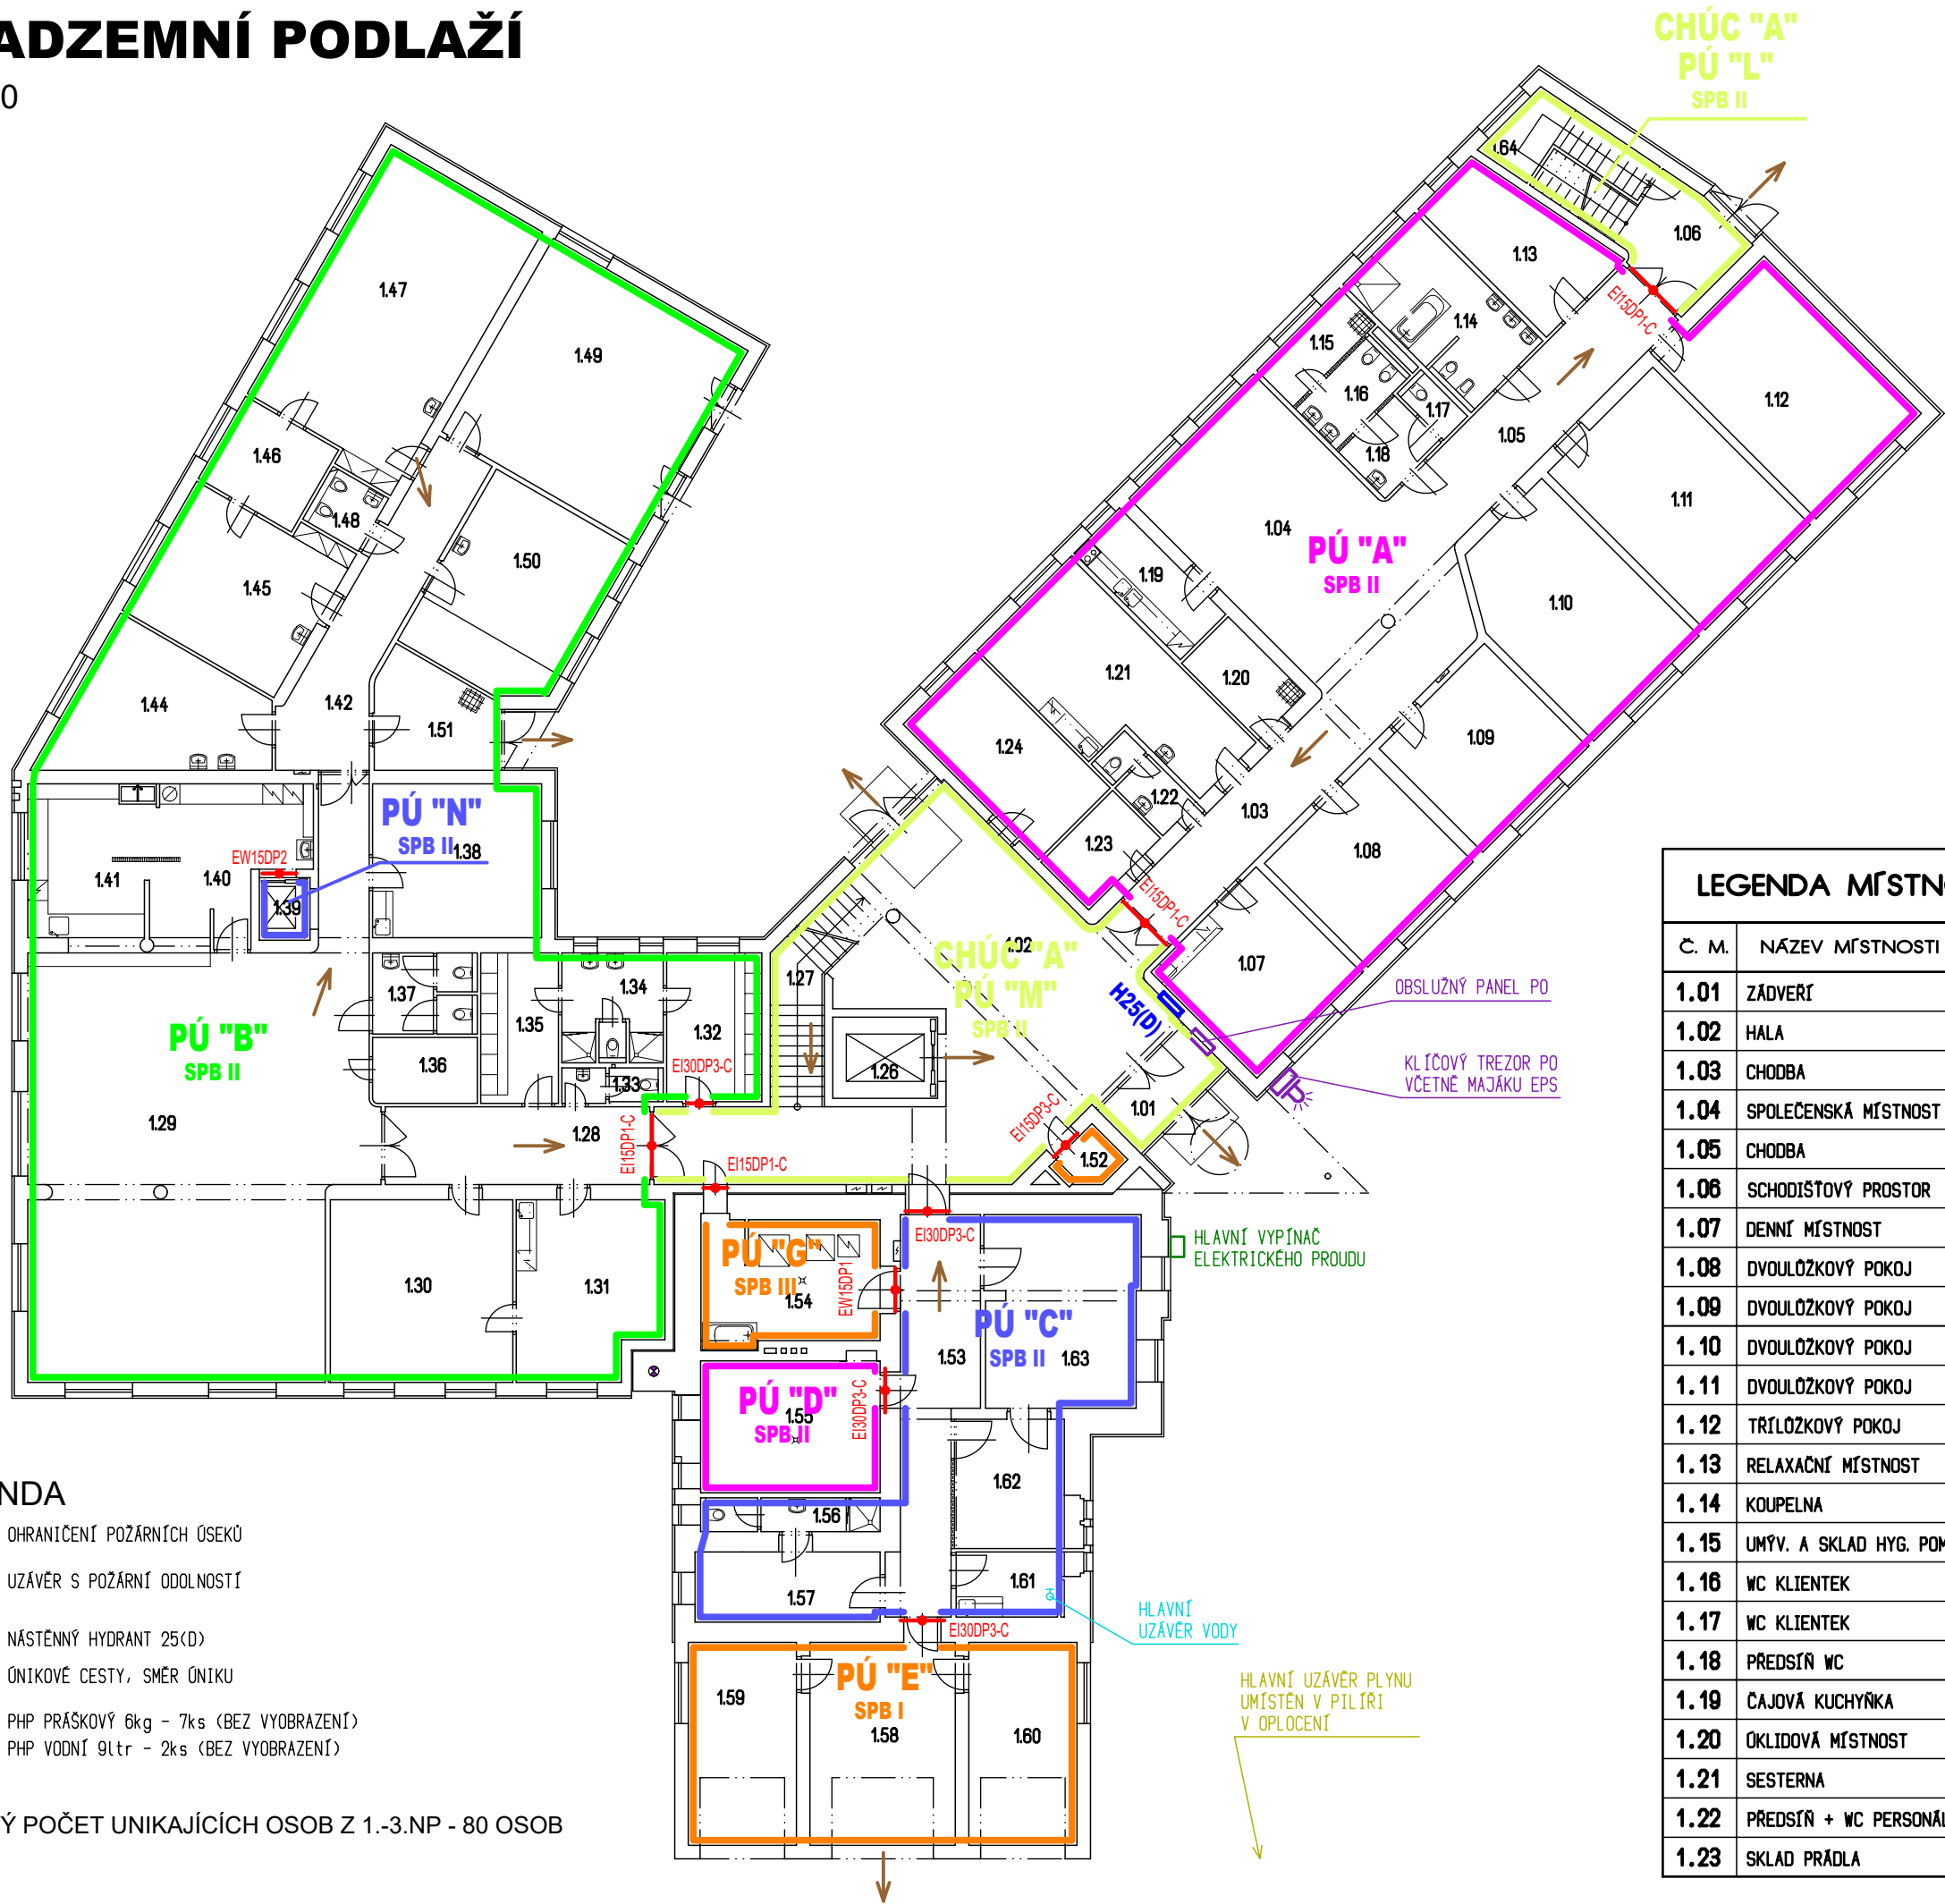 ADZEMNÍ PODLAŽÍ
0
CHÚC "A"
PÚ "L"
SPB II
1.64
1.06
1.13
EI15DP1-C
1.47
1.14
1.49
1.15
1.12
1.16
1.17
1.05
1.46
1.18
1.11
1.48
1.04
PÚ "A"
SPB II
1.50
1.19
1.45
1.10
1.21
1.20
1.44
1.42
1.51
1.24
1.09
PÚ "N"
SPB II
1.22
1.03
1.38
1.23
1.08
EW15DP2
1.41
1.40
1.39
EI15DP1-C
1.02
CHÚC "A"
PÚ "M"
SPB II
1.07
H25(D)
OBSLUŽNÝ PANEL PO
1.37
1.34
1.27
1.35
1.32
PÚ "B"
SPB II
1.36
EI30DP3-C
1.33
1.26
KLÍČOVÝ TREZOR PO
VČETNĚ MAJÁKU EPS
1.29
1.28
EI15DP1-C
EI15DP3-C
1.01
1.52
EI15DP1-C
EI30DP3-C
HLAVNÍ VYPÍNAČ
ELEKTRICKÉHO PROUDU
PÚ "G"
SPB III
1.54
EW15DP1
1.30
1.31
PÚ "C"
SPB II
1.53
1.63
PÚ "D"
1.55
SPB II
EI30DP3-C
1.62
1.56
1.57
1.61
HLAVNÍ
UZÁVĚR VODY
EI30DP3-C
PÚ "E"
SPB I
1.59
1.58
1.60
HLAVNÍ UZÁVĚR PLYNU
UMÍSTĚN V PILÍŘI
V OPLOCENÍ
NDA
OHRANIČENÍ POŽÁRNÍCH ÚSEKŮ
UZÁVĚR S POŽÁRNÍ ODOLNOSTÍ
NÁSTĚNNÝ HYDRANT 25(D)
ÚNIKOVÉ CESTY, SMĚR ÚNIKU
PHP PRÁŠKOVÝ 6kg - 7ks (BEZ VYOBRAZENÍ)
PHP VODNÍ 9ltr - 2ks (BEZ VYOBRAZENÍ)
Ý POČET UNIKAJÍCÍCH OSOB Z 1.-3.NP - 80 OSOB
LEGENDA MÍSTN
Č. M. NÁZEV MÍSTNOSTI
1.01 ZÁDVEŘÍ
1.02 HALA
1.03 CHODBA
1.04 SPOLEČENSKÁ MÍSTNOST
1.05 CHODBA
1.06 SCHODIŠŤOVÝ PROSTOR
1.07 DENNÍ MÍSTNOST
1.08 DVOULŮŽKOVÝ POKOJ
1.09 DVOULŮŽKOVÝ POKOJ
1.10 DVOULŮŽKOVÝ POKOJ
1.11 DVOULŮŽKOVÝ POKOJ
1.12 TŘÍLŮŽKOVÝ POKOJ
1.13 RELAXAČNÍ MÍSTNOST
1.14 KOUPELNA
1.15 UMÝV. A SKLAD HYG. POM
1.16 WC KLIENTEK
1.17 WC KLIENTEK
1.18 PŘEDSÍŇ WC
1.19 ČAJOVÁ KUCHYŇKA
1.20 ÚKLIDOVÁ MÍSTNOST
1.21 SESTERNA
1.22 PŘEDSÍŇ + WC PERSONÁL
1.23 SKLAD PRÁDLA